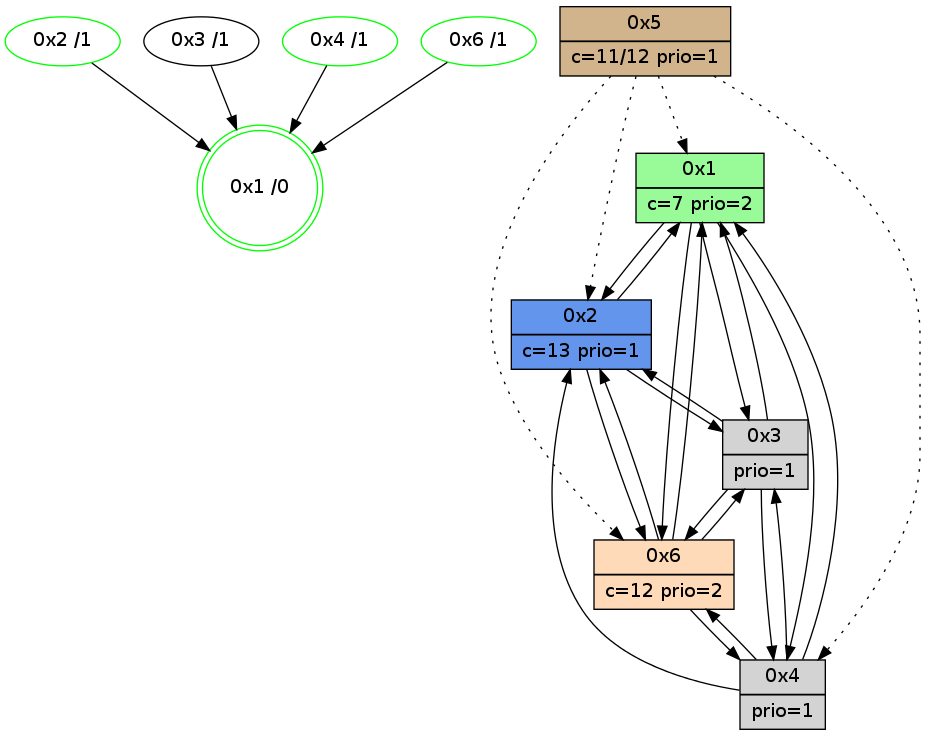 0x2 /1
0x3 /1
0x4 /1
0x6 /1
0x1 /0
0x5
c=11/12 prio=1
0x1
c=7 prio=2
0x2
c=13 prio=1
0x3
prio=1
0x6
c=12 prio=2
0x4
prio=1